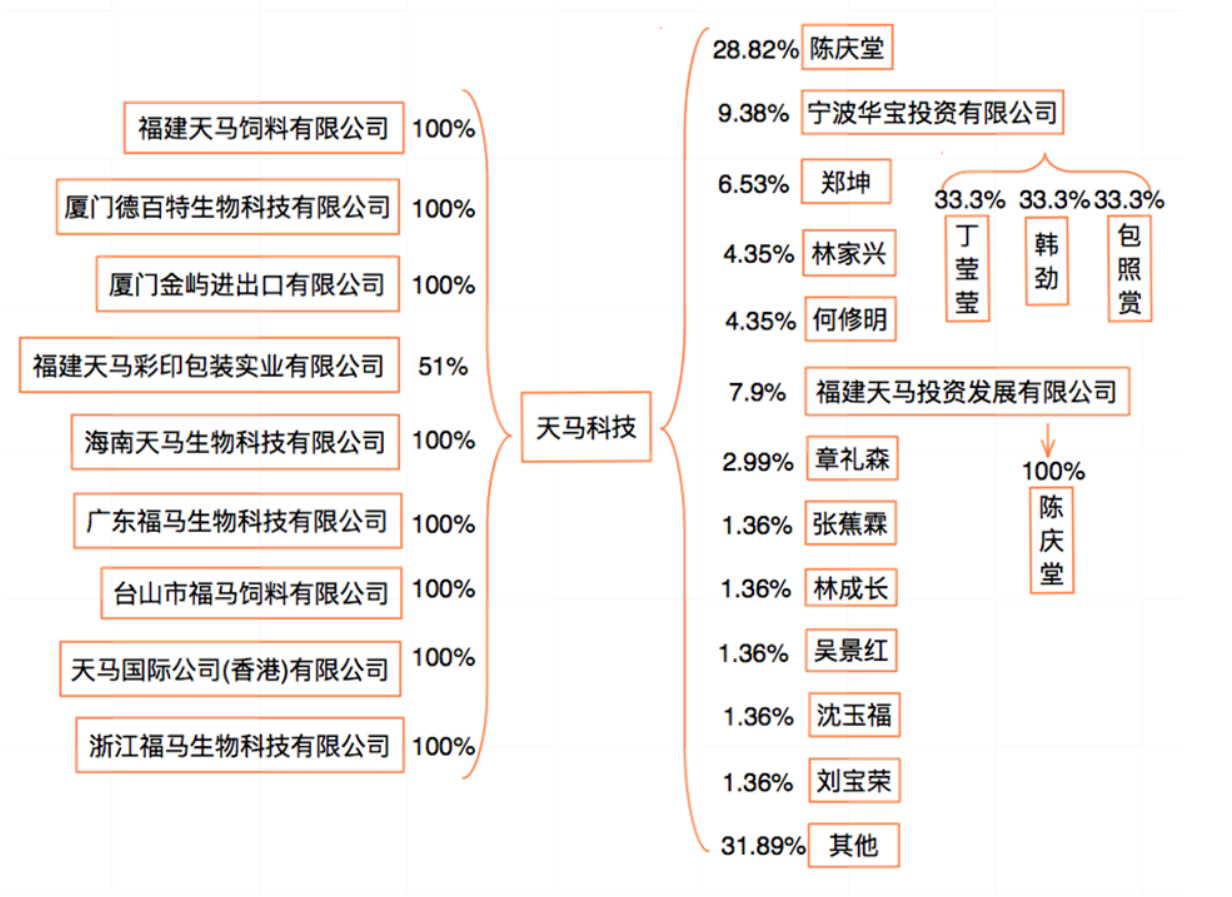 福建天马饲料有限公司 100%
厦门德百特生物科技有限公司 100%
厦门金屿进出口有限公司 100%
福建天马彩印包装实业有限公司 51%
海南天马生物科技有限公司 100%
广东福马生物科技有限公司 100%
台山市福马饲料有限公司 100%
天马国际公司(香港)有限公司 100%
浙江福马生物科技有限公司 100%
天马科技
28.82% 陈庆堂
9.38% 宁波华宝投资有限公司
33.3% 33.3% 33.3%
丁莹莹
韩劲
包照赏
6.53% 郑坤
4.35% 林家兴
4.35% 何修明
7.9% 福建天马投资发展有限公司
100%
陈庆堂
2.99% 章礼森
1.36% 张蕉霖
1.36% 林成长
1.36% 吴景红
1.36% 沈玉福
1.36% 刘宝荣
31.89% 其他